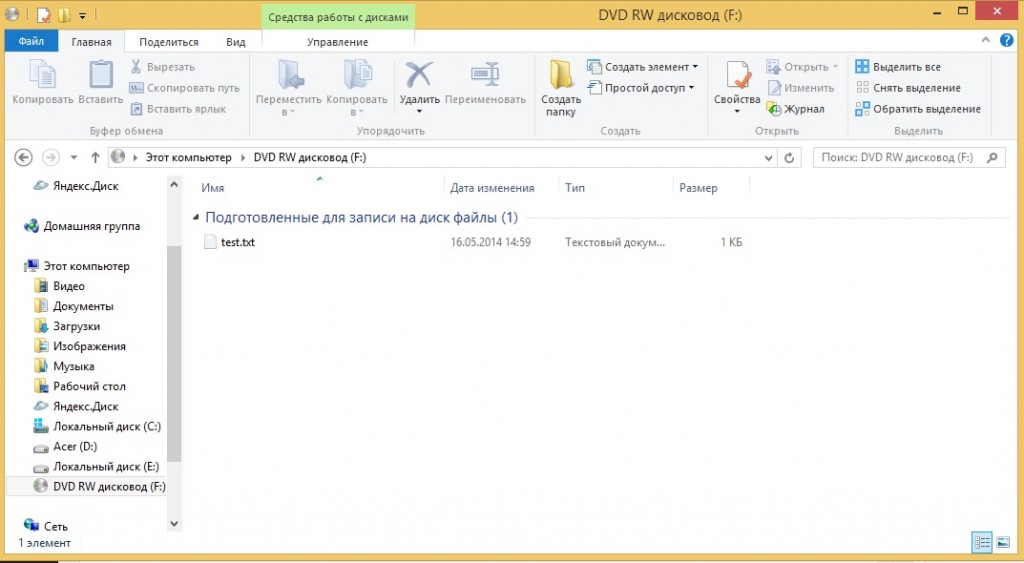 Средства работы с дисками
DVD RW дисковод (F:)
Файл
Главная
Поделиться
Вид
Управление
Копировать
Вставить
Вырезать
Скопировать путь
Вставить ярлык
Буфер обмена
Переместить в
Копировать в
Удалить
Переименовать
Упорядочить
Создать папку
Создать элемент
Простой доступ
Создать
Свойства
Открыть
Изменить
Журнал
Открыть
Выделить все
Снять выделение
Обратить выделение
Выделить
Этот компьютер
DVD RW дисковод (F:)
Поиск: DVD RW дисковод (F:)
Имя
Дата изменения
Тип
Размер
Подготовленные для записи на диск файлы (1)
test.txt
16.05.2014 14:59
Текстовый докум...
1 КБ
Яндекс.Диск
Домашняя группа
Этот компьютер
Видео
Документы
Загрузки
Изображения
Музыка
Рабочий стол
Яндекс.Диск
Локальный диск (C:)
Acer (D:)
Локальный диск (E:)
DVD RW дисковод (F:)
Сеть
1 элемент